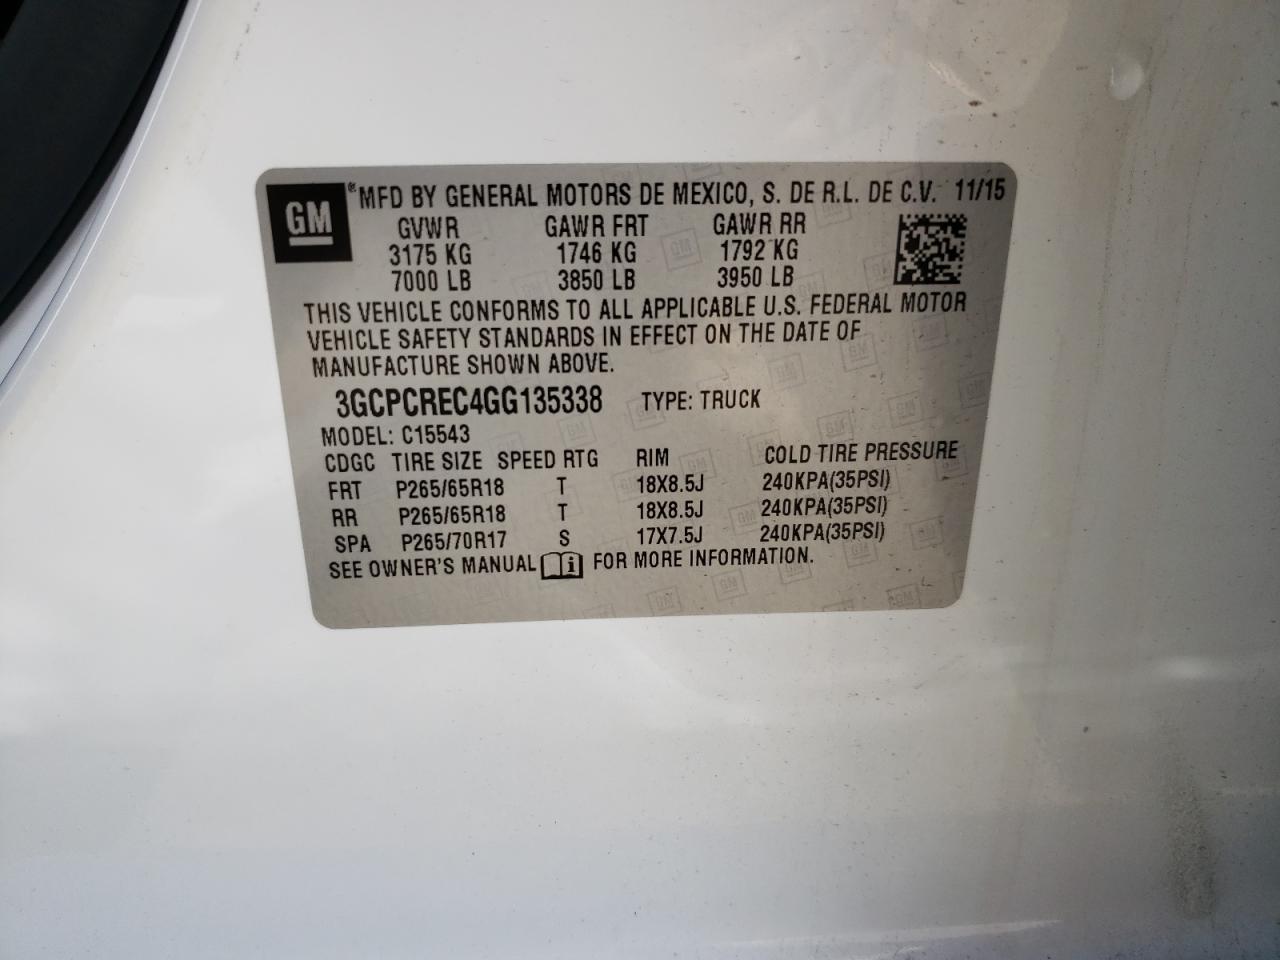 GM ® MFD BY GENERAL MOTORS DE MEXICO, S. DE R.L. DE C.V. 11/15
GVWR GAWR FRT GAWR RR
3175 KG 1746 KG 1792 KG
7000 LB 3850 LB 3950 LB
THIS VEHICLE CONFORMS TO ALL APPLICABLE U.S. FEDERAL MOTOR
VEHICLE SAFETY STANDARDS IN EFFECT ON THE DATE OF
MANUFACTURE SHOWN ABOVE.
3GCPCREC4GG135338 TYPE: TRUCK
MODEL: C15543
CDGC TIRE SIZE SPEED RTG RIM COLD TIRE PRESSURE
FRT P265/65R18 T 18X8.5J 240KPA(35PSI)
RR P265/65R18 T 18X8.5J 240KPA(35PSI)
SPA P265/70R17 S 17X7.5J 240KPA(35PSI)
SEE OWNER'S MANUAL i FOR MORE INFORMATION.